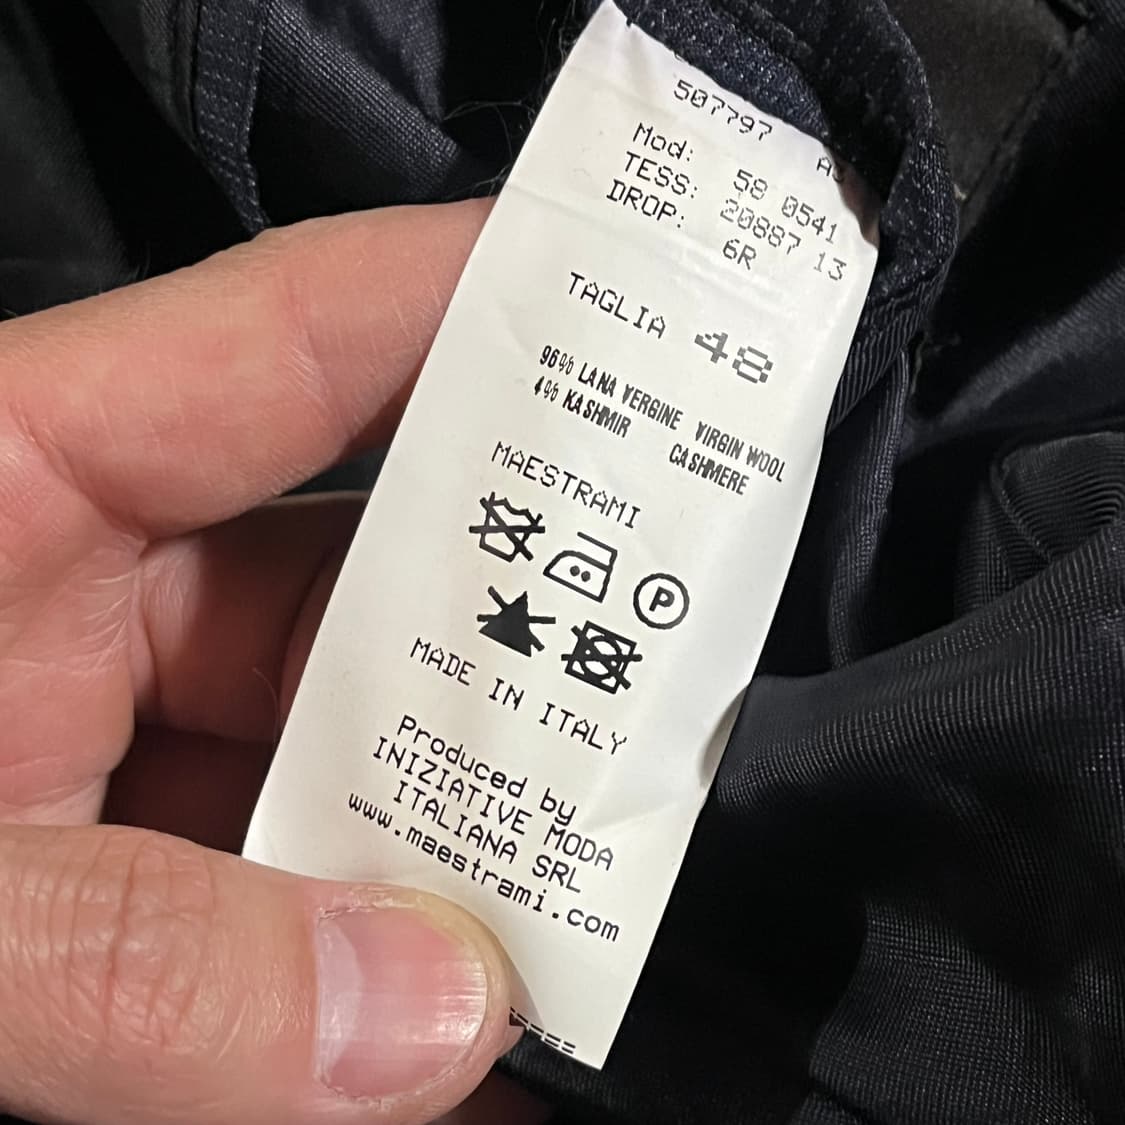 507797
Mod: 58 0541
TESS: 20887 13
DROP: 6R
TAGLIA 48
96% LANA VERGINE VIRGIN WOOL
4% KASHMIR CASHMERE
MAESTRAMI
P
MADE IN ITALY
Produced by
INIZIATIVE MODA
ITALIANA SRL
www.maestrami.com